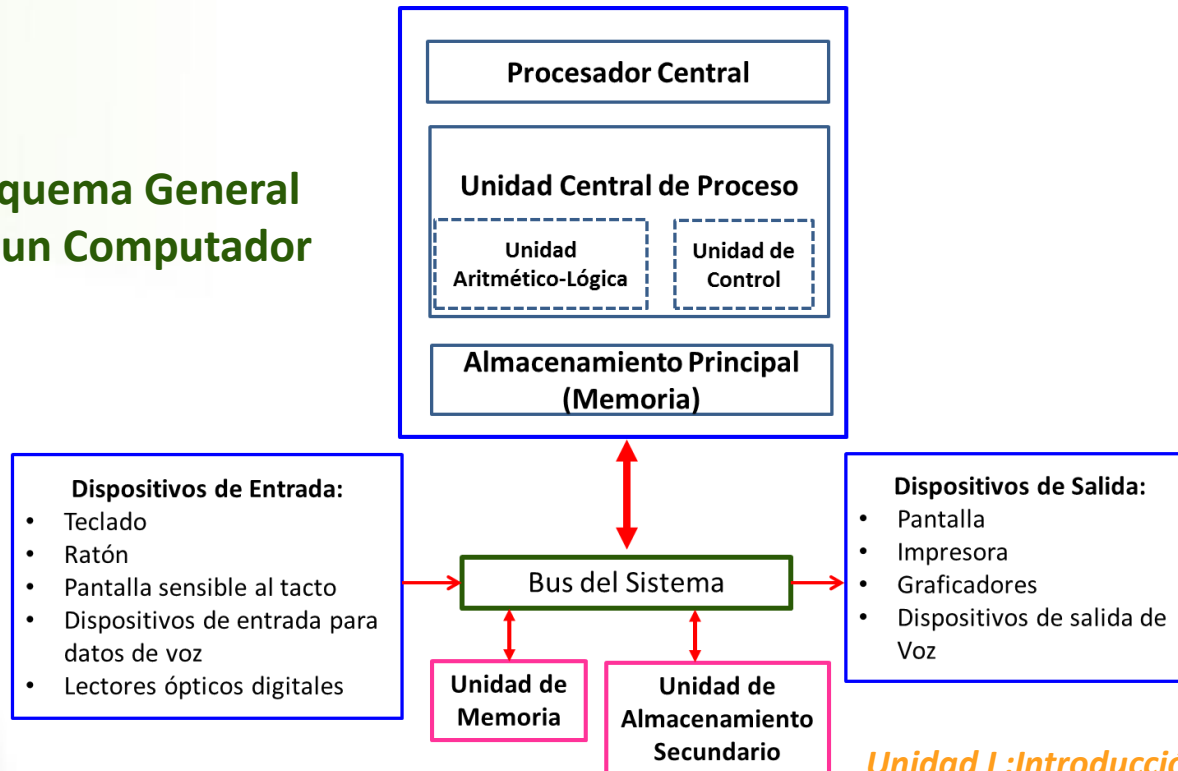 quema General
un Computador
Procesador Central
Unidad Central de Proceso
Unidad
Aritmético-Lógica
Unidad de
Control
Almacenamiento Principal
(Memoria)
Dispositivos de Entrada:
• Teclado
• Ratón
• Pantalla sensible al tacto
• Dispositivos de entrada para
datos de voz
• Lectores ópticos digitales
Bus del Sistema
Dispositivos de Salida:
• Pantalla
• Impresora
• Graficadores
• Dispositivos de salida de
Voz
Unidad de
Memoria
Unidad de
Almacenamiento
Secundario
Unidad I :Introduccio